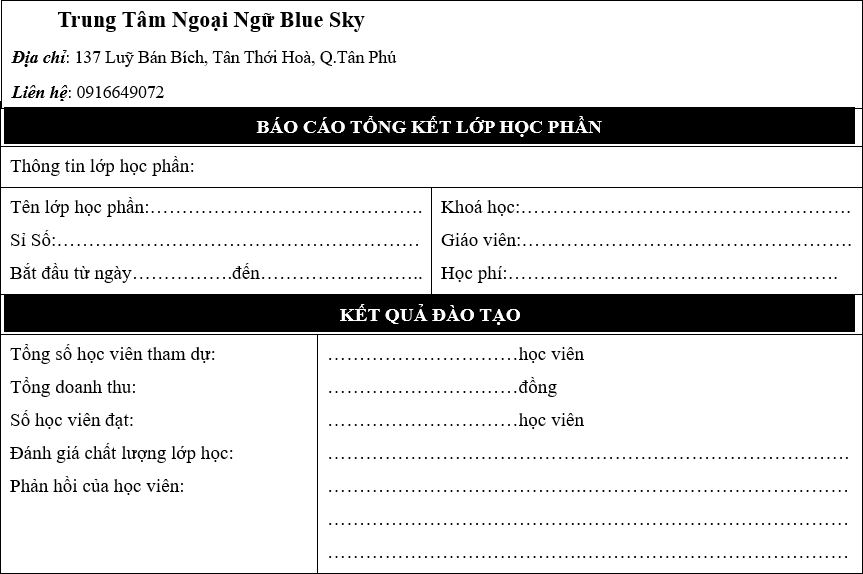 Trung Tâm Ngoại Ngữ Blue Sky
Địa chỉ: 137 Luỹ Bán Bích, Tân Thới Hoà, Q.Tân Phú
Liên hệ: 0916649072
BÁO CÁO TỔNG KẾT LỚP HỌC PHẦN
Thông tin lớp học phần:
Tên lớp học phần:…………………………………….
Sỉ Số:…………………………………………………
Bắt đầu từ ngày…………….đến……………………..
Khoá học:…………………………………………….
Giáo viên:…………………………………………….
Học phí:…………………………………………….
KẾT QUẢ ĐÀO TẠO
Tổng số học viên tham dự: …………………………học viên
Tổng doanh thu: …………………………đồng
Số học viên đạt: …………………………học viên
Đánh giá chất lượng lớp học: ………………………………….……………………………………….
Phản hồi của học viên: ………………………………….……………………………………
………………………………….……………………………………
………………………………….……………………………………